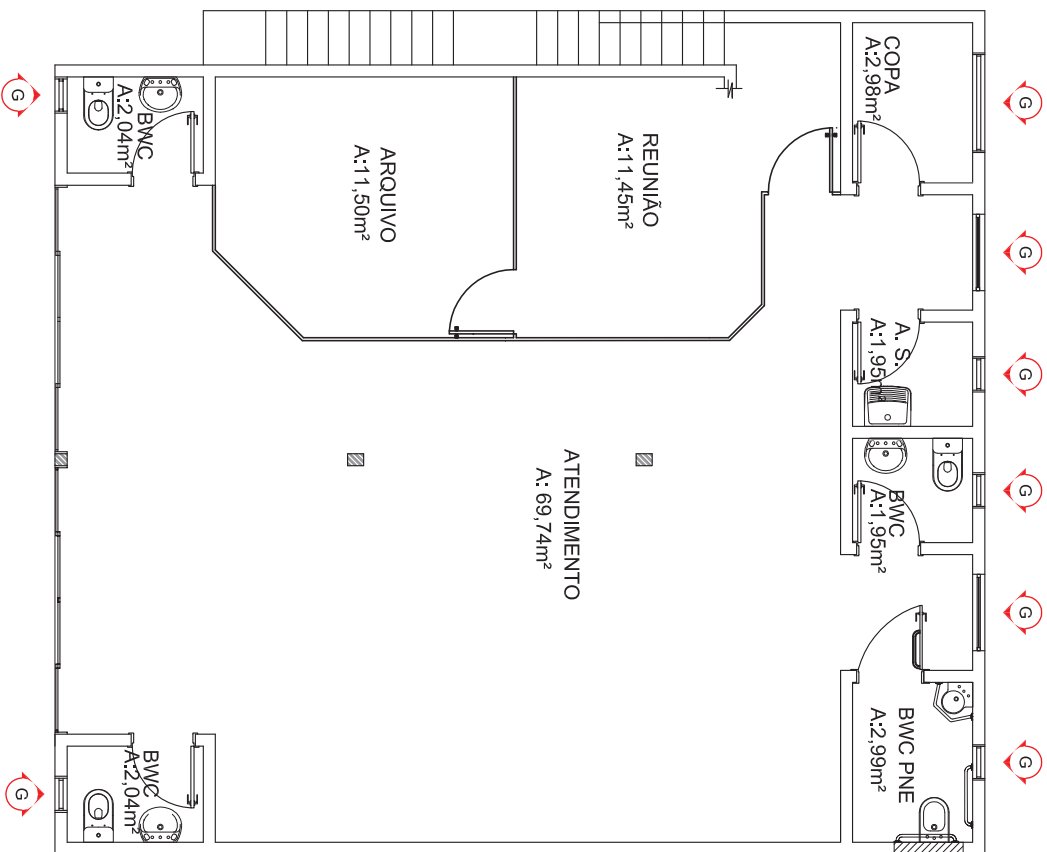 COPA
A:2,98m²
BWC
A:2,04m²
ARQUIVO
A:11,50m²
REUNIÃO
A:11,45m²
A. S.
A:1,95m²
BWC
A:1,95m²
ATENDIMENTO
A: 69,74m²
BWC PNE
A:2,99m²
BWC
A:2,04m²
G
G
G
G
G
G
G
G